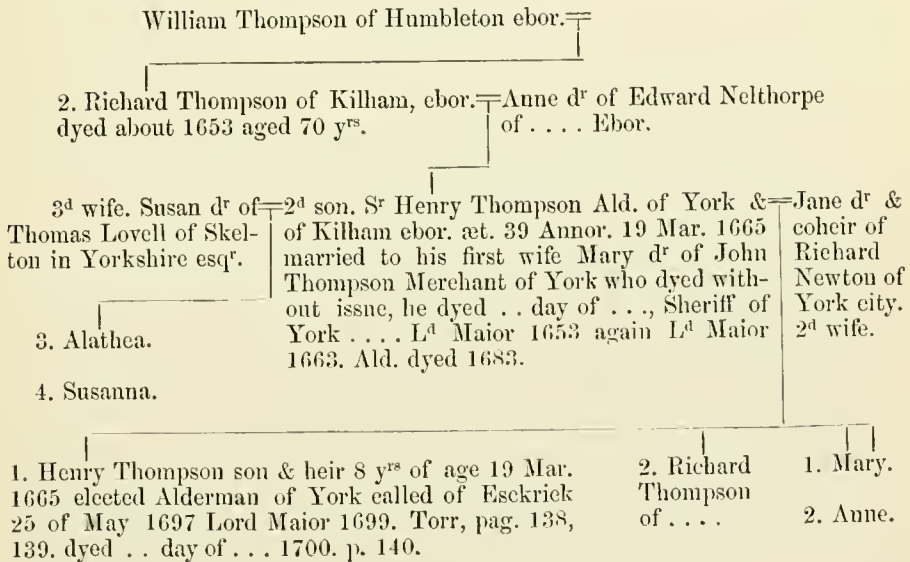 William Thompson of Humbleton ebor.
2. Richard Thompson of Kilham, ebor.
dyed about 1653 aged 70 yrs.
Anne dr of Edward Nelthorpe
of . . . . Ebor.
3d wife. Susan dr of
Thomas Lovell of Skel-
ton in Yorkshire esqr.
2d son. Sr Henry Thompson Ald. of York &
of Kilham ebor. æt. 39 Annor. 19 Mar. 1665
married to his first wife Mary dr of John
Thompson Merchant of York who dyed with-
out issue, he dyed . . day of . . ., Sheriff of
York . . . . Ld Maior 1653 again Ld Maior
1663. Ald. dyed 1683.
Jane dr &
coheir of
Richard
Newton of
York city.
2d wife.
3. Alathea.
4. Susanna.
1. Henry Thompson son & heir 8 yrs of age 19 Mar.
1665 elected Alderman of York called of Esckrick
25 of May 1697 Lord Maior 1699. Torr, pag. 138,
139. dyed . . day of . . . 1700. p. 140.
2. Richard
Thompson
of . . . .
1. Mary.
2. Anne.